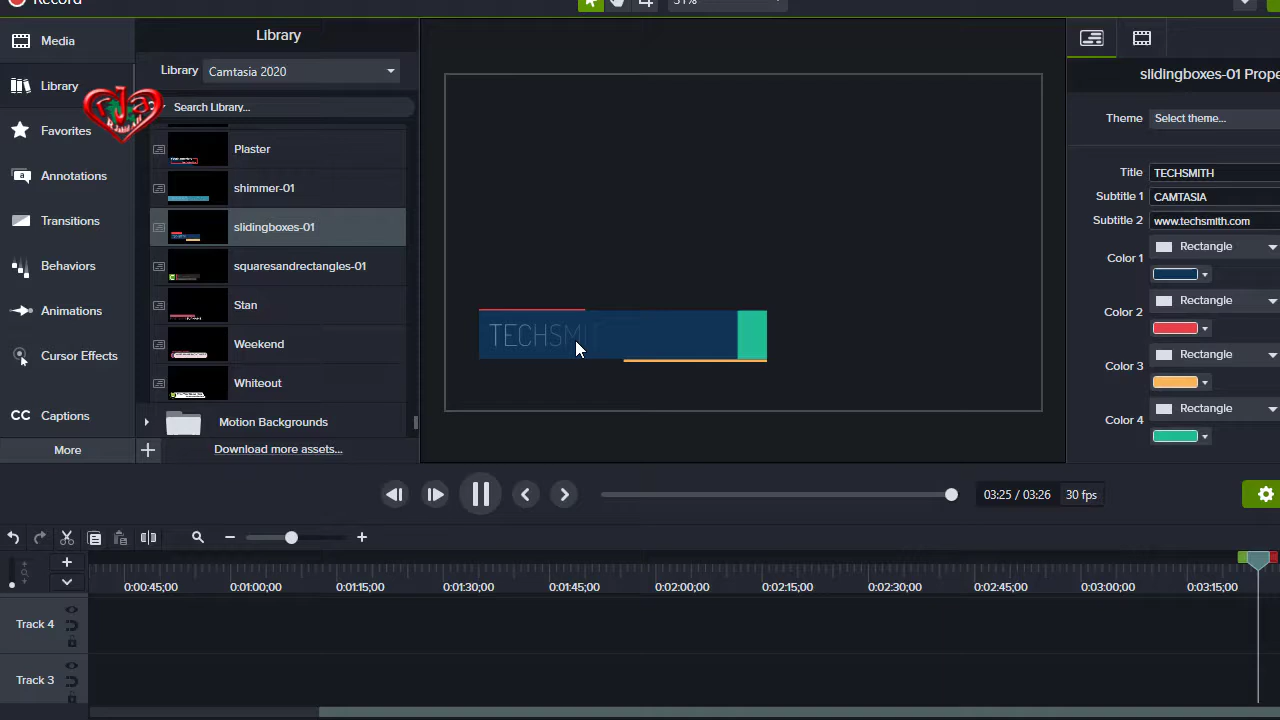 Record
51%
Media
Library
Favorites
Annotations
Transitions
Behaviors
Animations
Cursor Effects
CC Captions
More
Library
Library Camtasia 2020
Search Library...
Plaster
shimmer-01
slidingboxes-01
squaresandrectangles-01
Stan
Weekend
Whiteout
Motion Backgrounds
Download more assets...
TECHSMIT
slidingboxes-01 Prope
Theme Select theme...
Title TECHSMITH
Subtitle 1 CAMTASIA
Subtitle 2 www.techsmith.com
Color 1 Rectangle
Color 2 Rectangle
Color 3 Rectangle
Color 4 Rectangle
03:25 / 03:26 30 fps
0:00:45;00 0:01:00;00 0:01:15;00 0:01:30;00 0:01:45;00 0:02:00;00 0:02:15;00 0:02:30;00 0:02:45;00 0:03:00;00 0:03:15;00
Track 4
Track 3